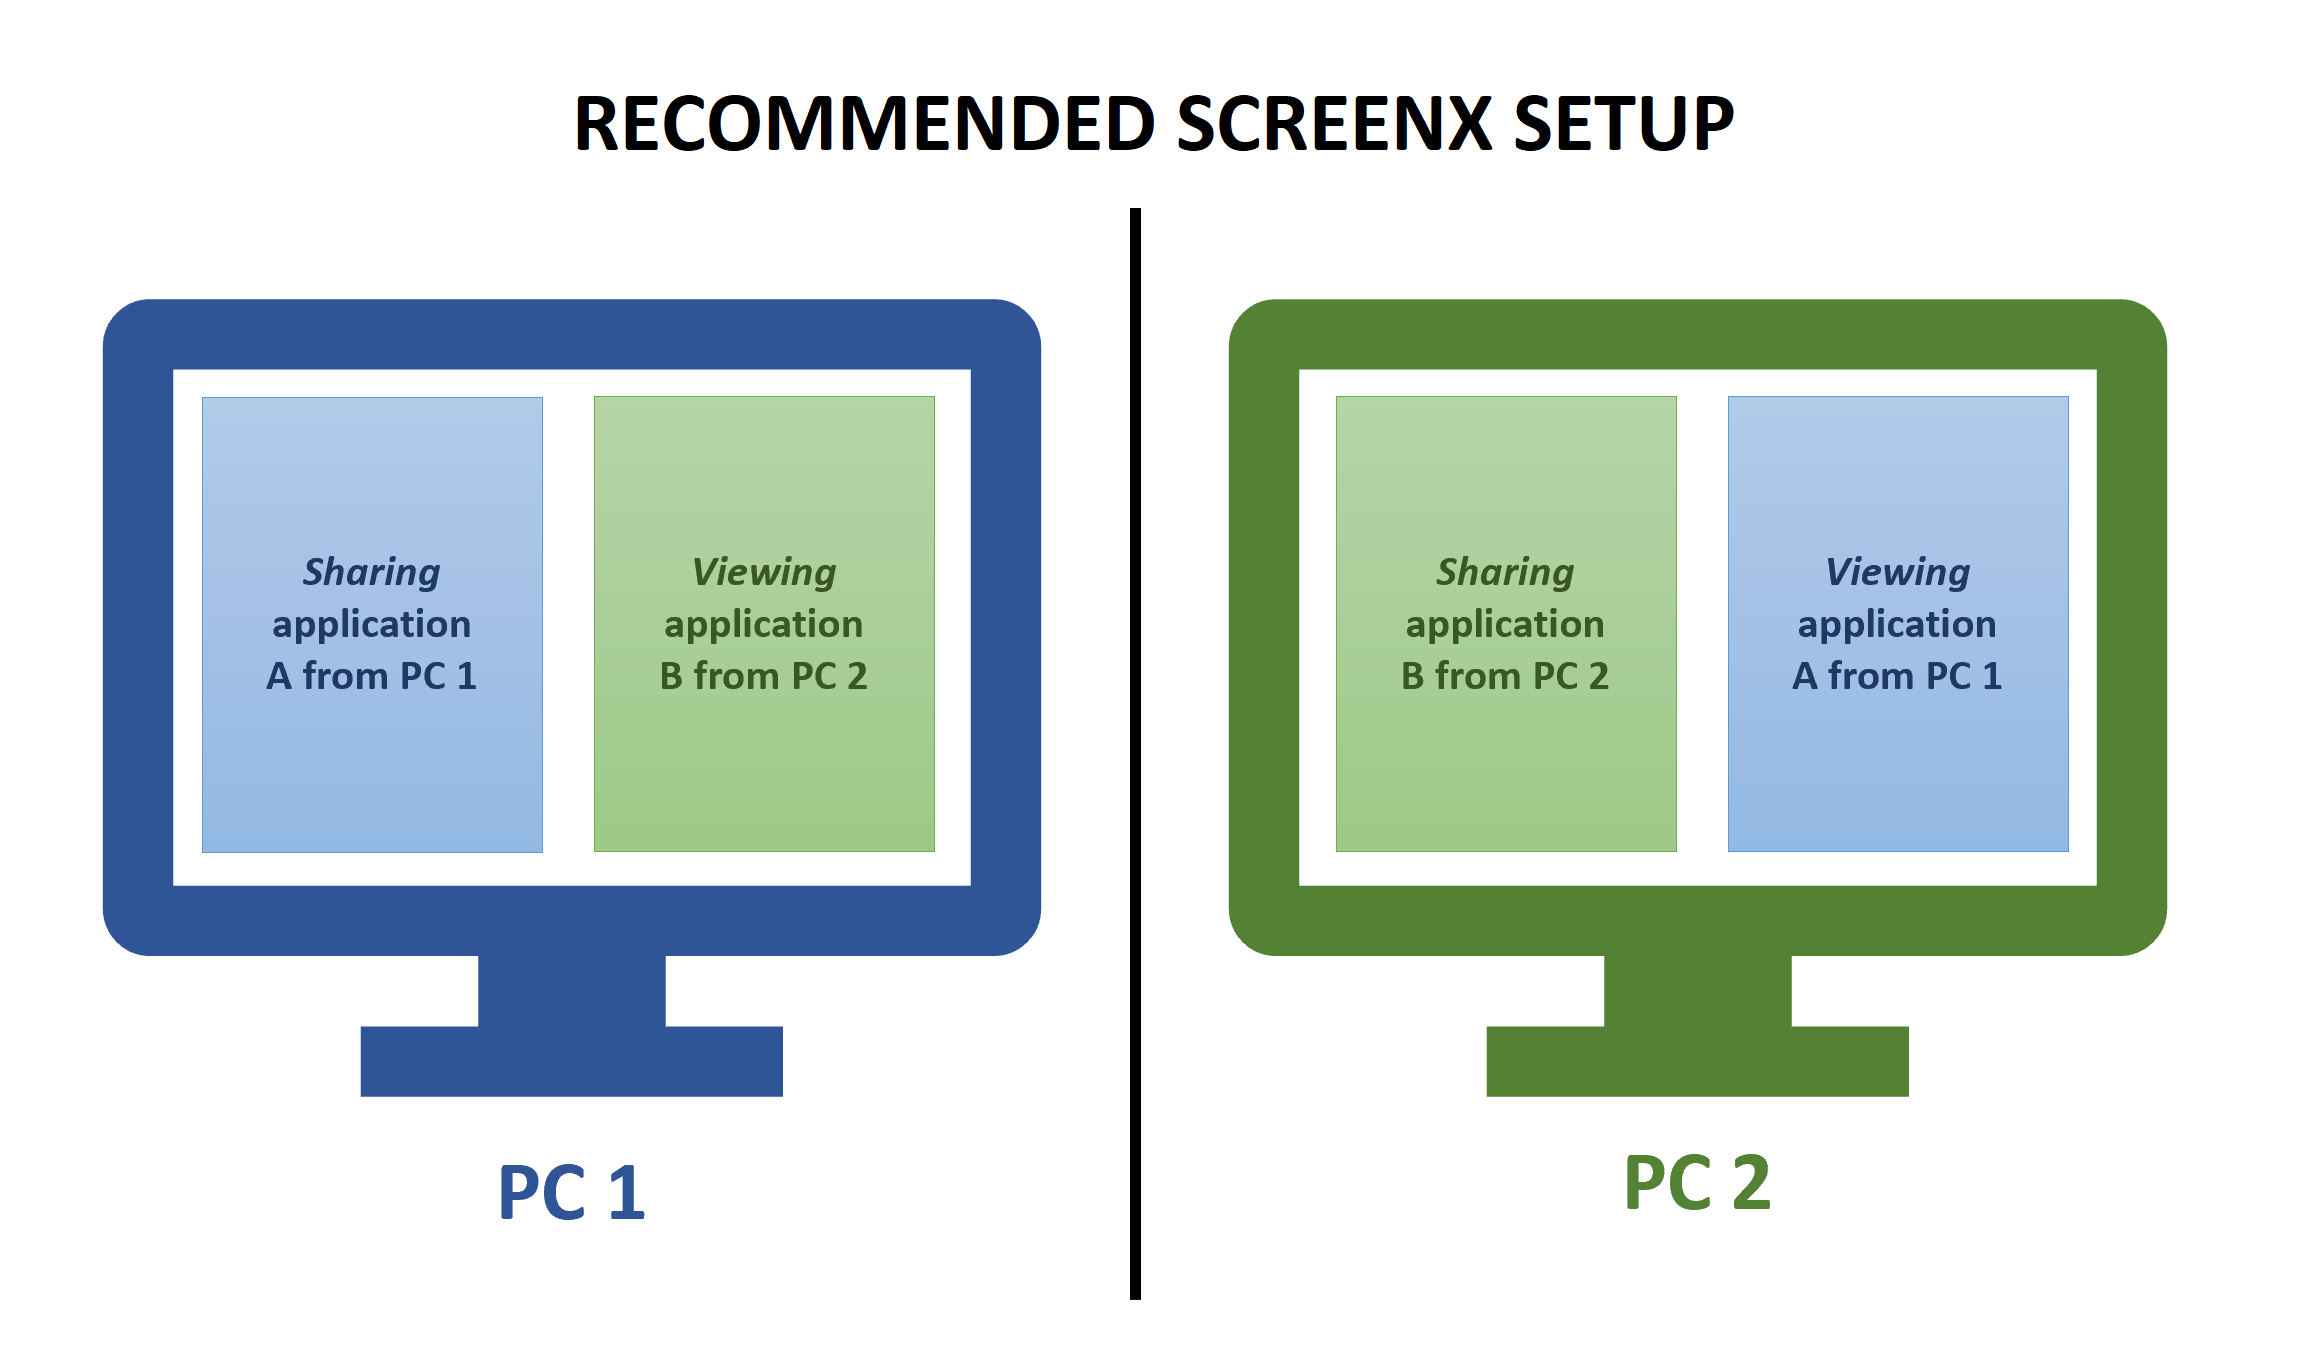 RECOMMENDED SCREENX SETUP
Sharing
application
A from PC 1
Viewing
application
B from PC 2
Sharing
application
B from PC 2
Viewing
application
A from PC 1
PC 1
PC 2